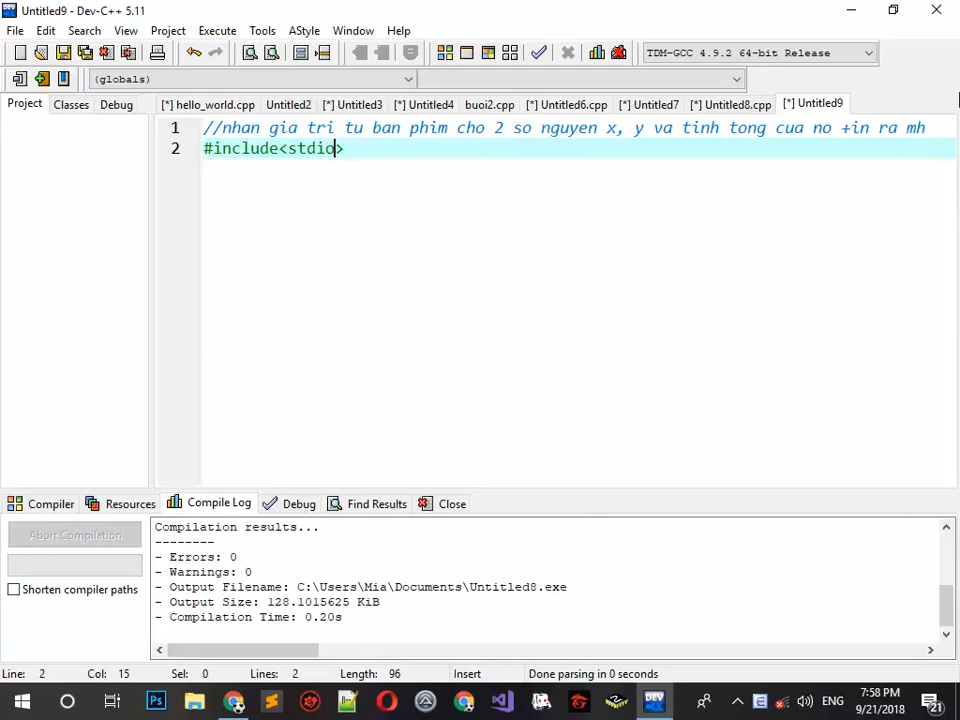 Untitled9 - Dev-C++ 5.11
File Edit Search View Project Execute Tools AStyle Window Help
TDM-GCC 4.9.2 64-bit Release
(globals)
Project Classes Debug [*] hello_world.cpp Untitled2 [*] Untitled3 [*] Untitled4 buoi2.cpp [*] Untitled6.cpp [*] Untitled7 [*] Untitled8.cpp [*] Untitled9
1 //nhan gia tri tu ban phim cho 2 so nguyen x, y va tinh tong cua no +in ra mh
2 #include<stdio>
Compiler Resources Compile Log Debug Find Results Close
Abort Compilation
Shorten compiler paths
Compilation results...
--------
- Errors: 0
- Warnings: 0
- Output Filename: C:\Users\Mia\Documents\Untitled8.exe
- Output Size: 128.1015625 KiB
- Compilation Time: 0.20s
Line: 2 Col: 15 Sel: 0 Lines: 2 Length: 96 Insert Done parsing in 0 seconds
Ps DEV ENG 7:58 PM
9/21/2018 21